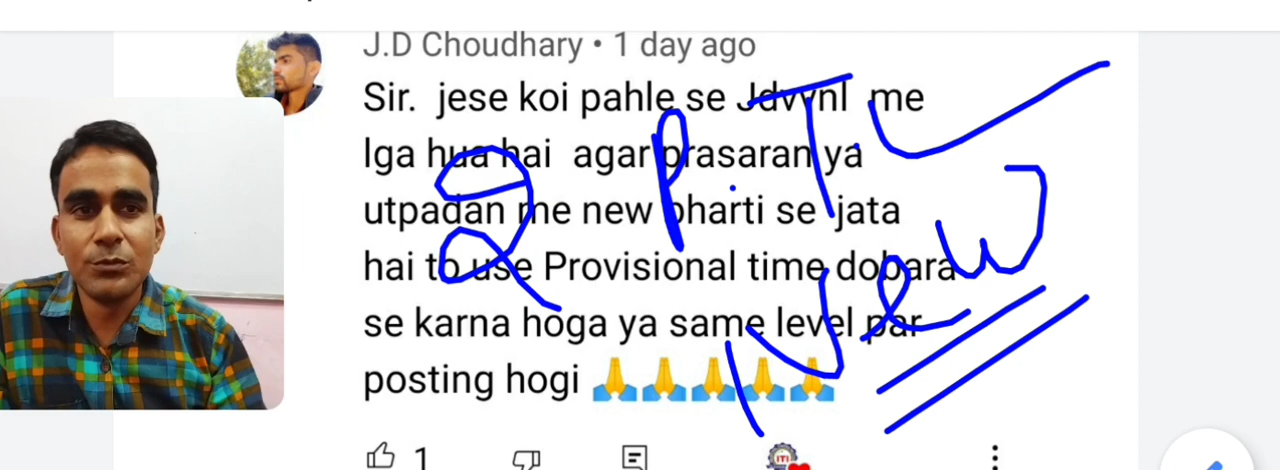 J.D Choudhary • 1 day ago
Sir. jese koi pahle se Jdvvnl me
lga hua hai agar prasaran ya
utpadan me new bharti se jata
hai to use Provisional time dobara
se karna hoga ya same level par
posting hogi 🙏🙏🙏🙏🙏
2 P.T.
New
1
ITI